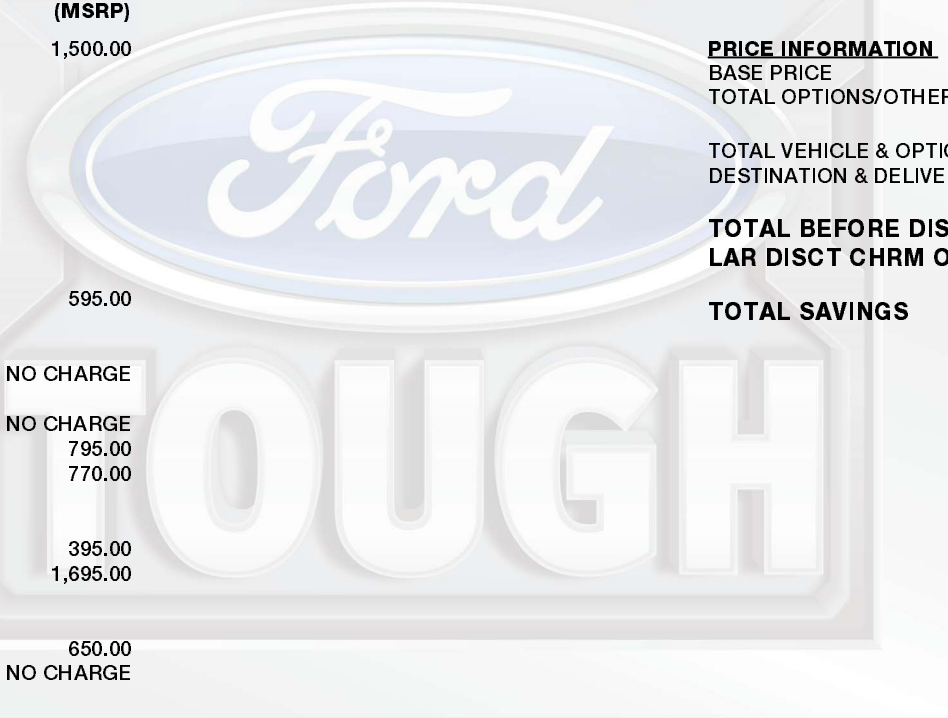 (MSRP)
1,500.00
595.00
NO CHARGE
NO CHARGE
795.00
770.00
395.00
1,695.00
650.00
NO CHARGE
PRICE INFORMATION
BASE PRICE
TOTAL OPTIONS/OTHER
TOTAL VEHICLE & OPTIO
DESTINATION & DELIVE
TOTAL BEFORE DIS
LAR DISCT CHRM O
TOTAL SAVINGS
Ford
TOUGH